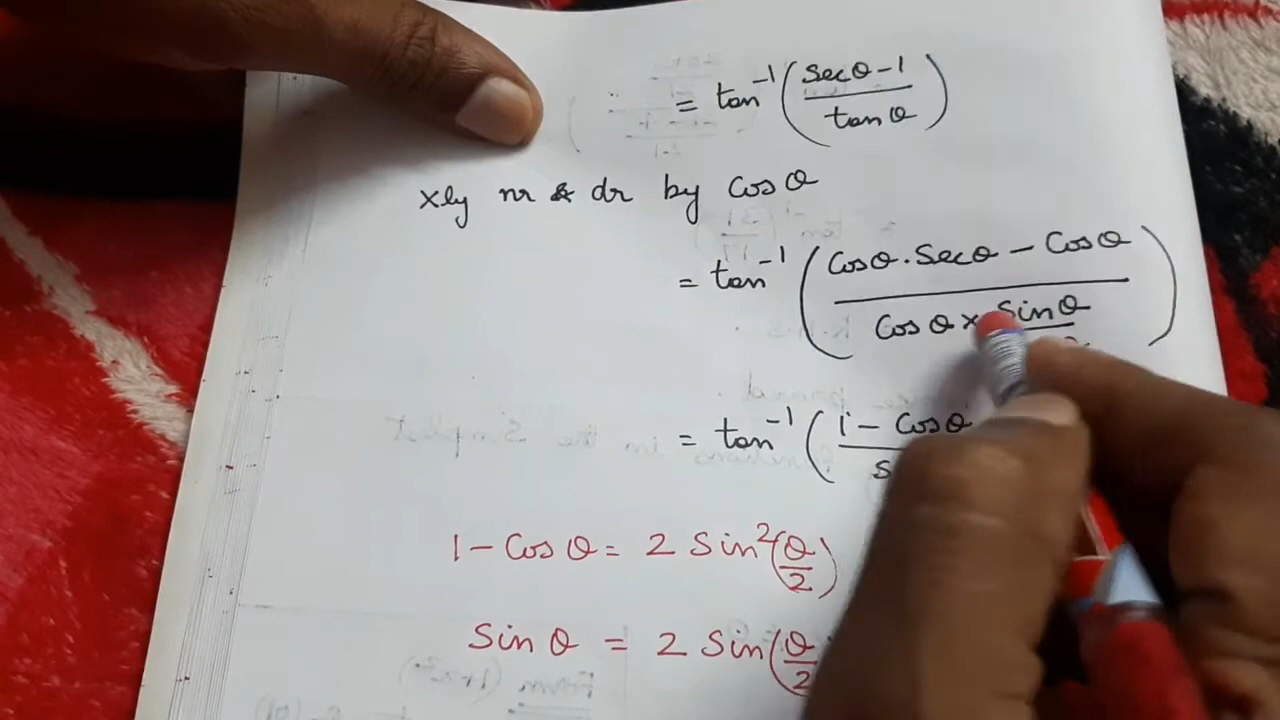 = tan⁻¹ ( secθ - 1 / tanθ )
xly nr & dr by Cosθ
= tan⁻¹ ( Cosθ . Secθ - Cosθ / Cosθ x Sinθ )
= tan⁻¹ ( 1 - Cosθ
1 - Cosθ = 2 Sin² (θ/2)
Sinθ = 2 Sin (θ/2